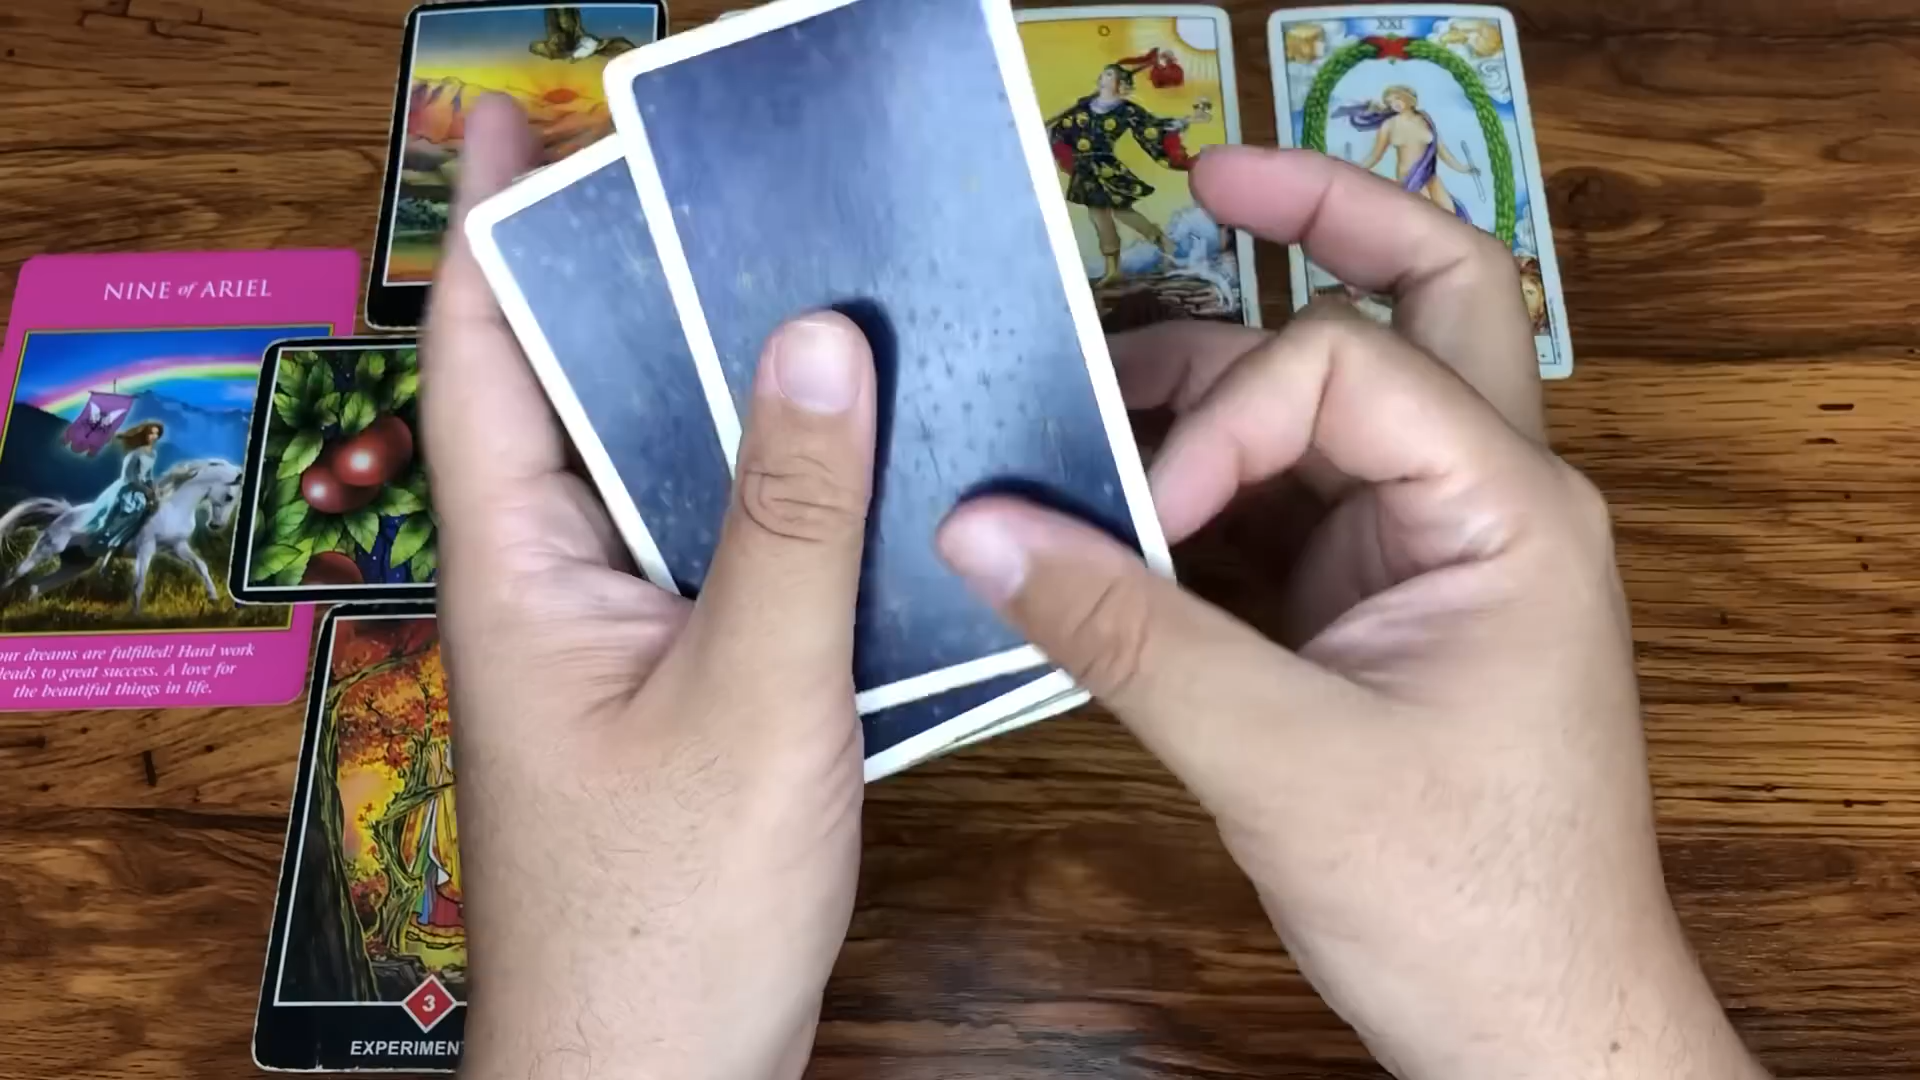 XXI
0
NINE of ARIEL
our dreams are fulfilled! Hard work
leads to great success. A love for
the beautiful things in life.
3
EXPERIMEN